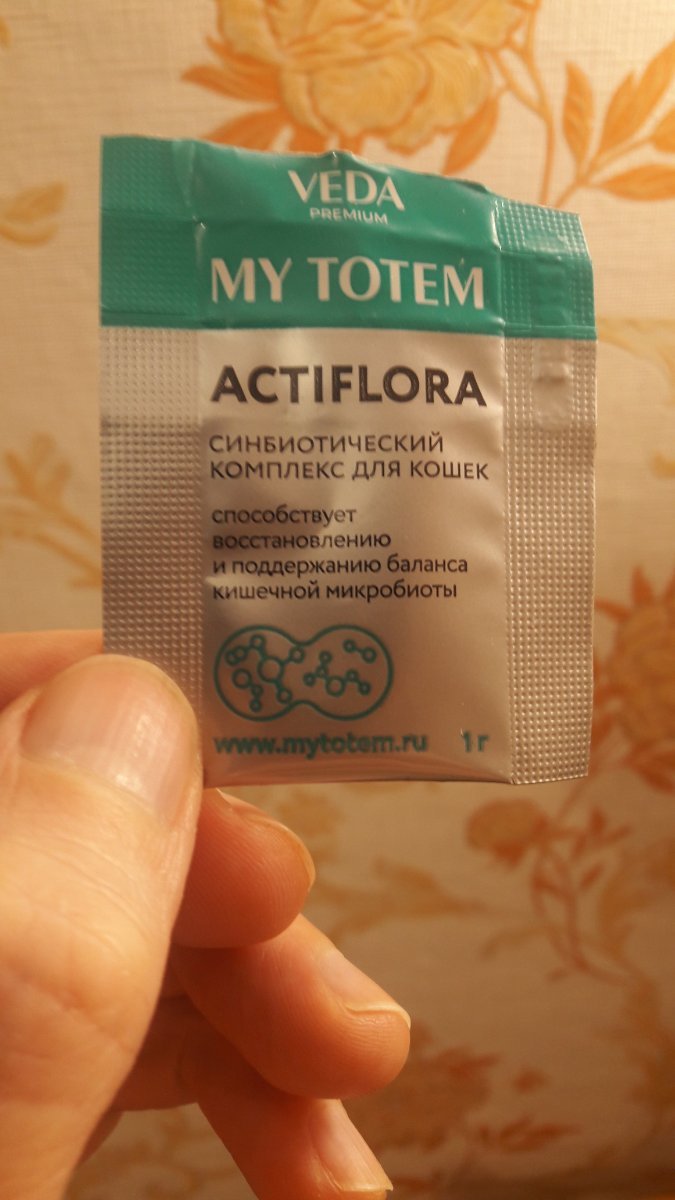 VEDA
PREMIUM
MY TOTEM
ACTIFLORA
СИНБИОТИЧЕСКИЙ
КОМПЛЕКС ДЛЯ КОШЕК
способствует
восстановлению
и поддержанию баланса
кишечной микробиоты
www.mytotem.ru 1 г